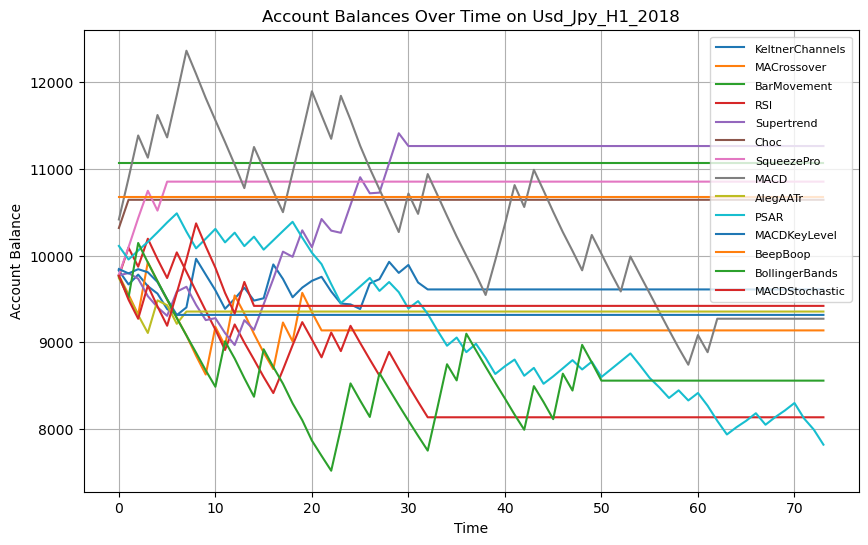 Account Balances Over Time on Usd_Jpy_H1_2018
Account Balance
12000
11000
10000
9000
8000
KeltnerChannels
MACrossover
BarMovement
RSI
Supertrend
Choc
SqueezePro
MACD
AlegAATr
PSAR
MACDKeyLevel
BeepBoop
BollingerBands
MACDStochastic
0 10 20 30 40 50 60 70
Time